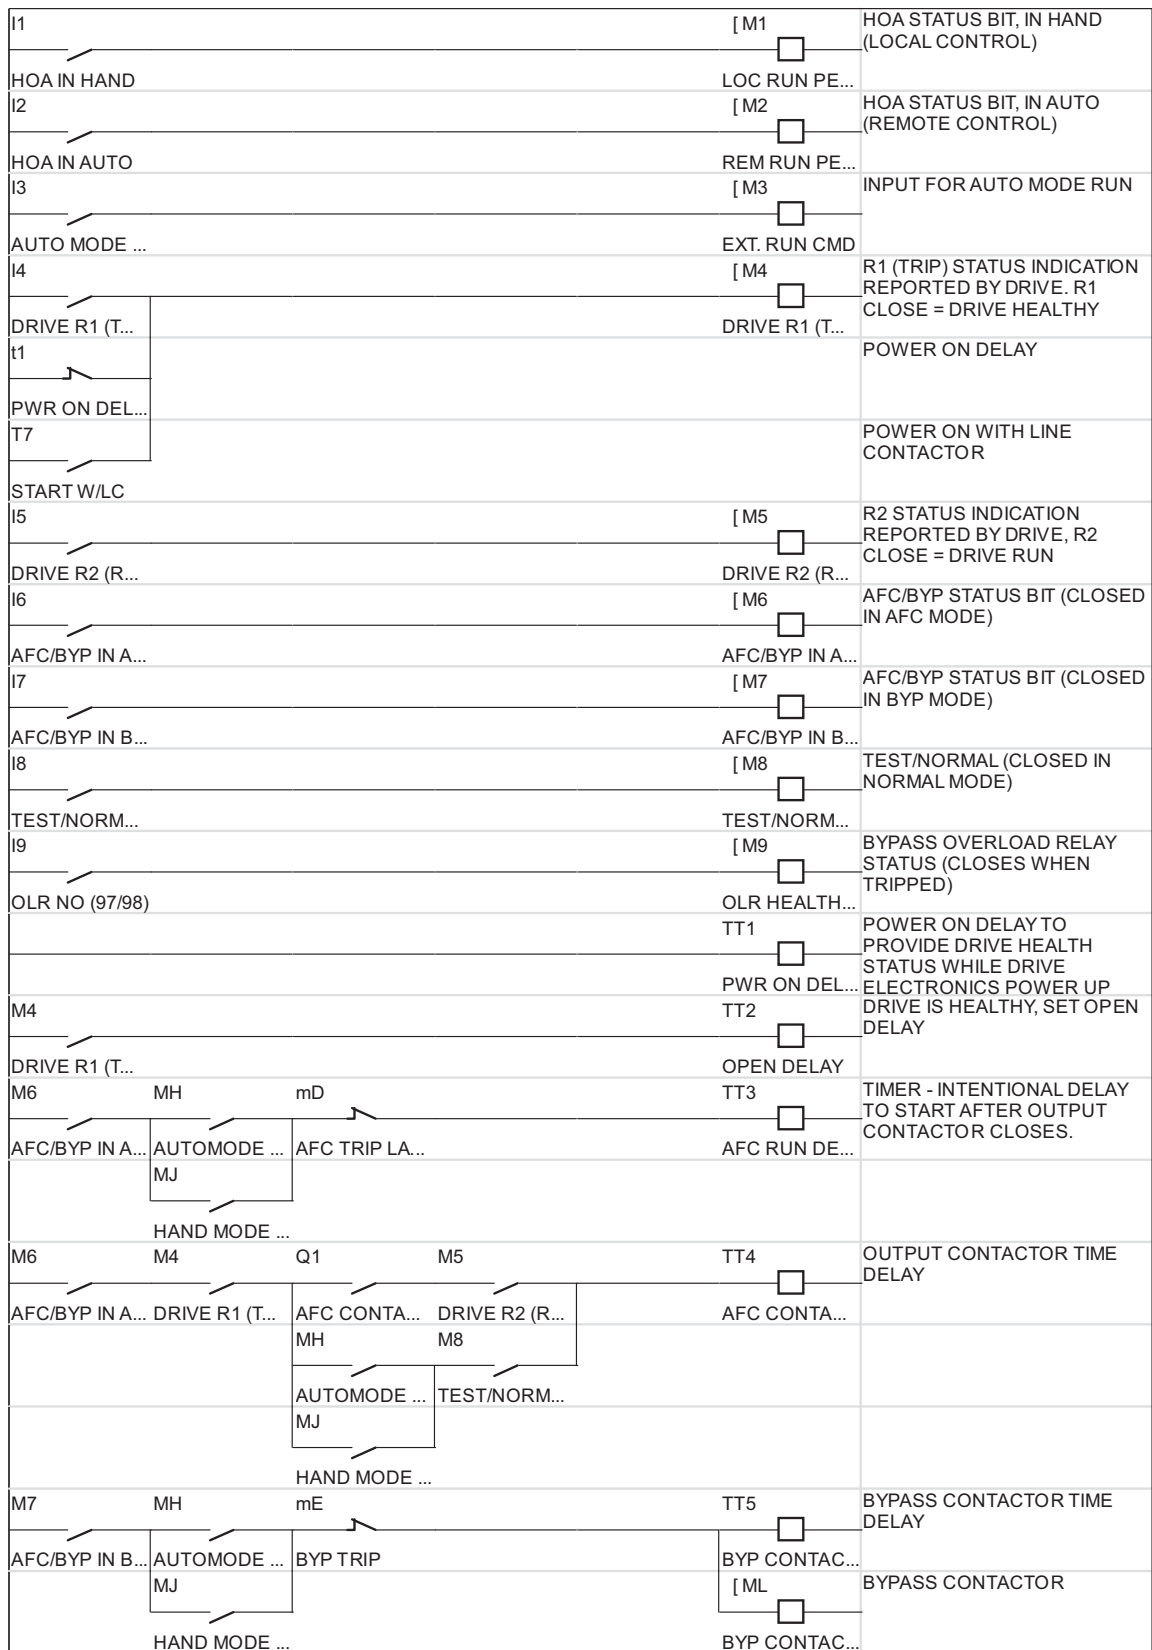 I1
[ M1
HOA STATUS BIT, IN HAND
(LOCAL CONTROL)
HOA IN HAND
LOC RUN PE...
I2
[ M2
HOA STATUS BIT, IN AUTO
(REMOTE CONTROL)
HOA IN AUTO
REM RUN PE...
I3
[ M3
INPUT FOR AUTO MODE RUN
AUTO MODE ...
EXT. RUN CMD
I4
[ M4
R1 (TRIP) STATUS INDICATION
REPORTED BY DRIVE. R1
CLOSE = DRIVE HEALTHY
DRIVE R1 (T...
DRIVE R1 (T...
t1
POWER ON DELAY
PWR ON DEL...
T7
POWER ON WITH LINE
CONTACTOR
START W/LC
I5
[ M5
R2 STATUS INDICATION
REPORTED BY DRIVE, R2
CLOSE = DRIVE RUN
DRIVE R2 (R...
DRIVE R2 (R...
I6
[ M6
AFC/BYP STATUS BIT (CLOSED
IN AFC MODE)
AFC/BYP IN A...
AFC/BYP IN A...
I7
[ M7
AFC/BYP STATUS BIT (CLOSED
IN BYP MODE)
AFC/BYP IN B...
AFC/BYP IN B...
I8
[ M8
TEST/NORMAL (CLOSED IN
NORMAL MODE)
TEST/NORM...
TEST/NORM...
I9
[ M9
BYPASS OVERLOAD RELAY
STATUS (CLOSES WHEN
TRIPPED)
OLR NO (97/98)
OLR HEALTH...
TT1
POWER ON DELAY TO
PROVIDE DRIVE HEALTH
STATUS WHILE DRIVE
ELECTRONICS POWER UP
PWR ON DEL...
M4
TT2
DRIVE IS HEALTHY, SET OPEN
DELAY
DRIVE R1 (T...
OPEN DELAY
M6 MH mD
TT3
TIMER - INTENTIONAL DELAY
TO START AFTER OUTPUT
CONTACTOR CLOSES.
AFC/BYP IN A... AUTOMODE ... AFC TRIP LA...
AFC RUN DE...
MJ
HAND MODE ...
M6 M4 Q1 M5
TT4
OUTPUT CONTACTOR TIME
DELAY
AFC/BYP IN A... DRIVE R1 (T... AFC CONTA... DRIVE R2 (R...
AFC CONTA...
MH M8
AUTOMODE ... TEST/NORM...
MJ
HAND MODE ...
M7 MH mE
TT5
BYPASS CONTACTOR TIME
DELAY
AFC/BYP IN B... AUTOMODE ... BYP TRIP
BYP CONTAC...
MJ
[ ML
BYPASS CONTACTOR
HAND MODE ...
BYP CONTAC...